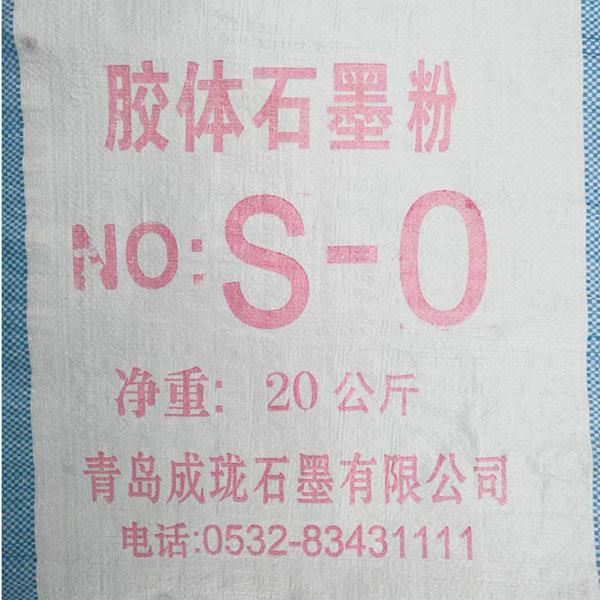 胶体石墨粉
NO:S-0
净重: 20公斤
青岛成珑石墨有限公司
电话:0532-83431111